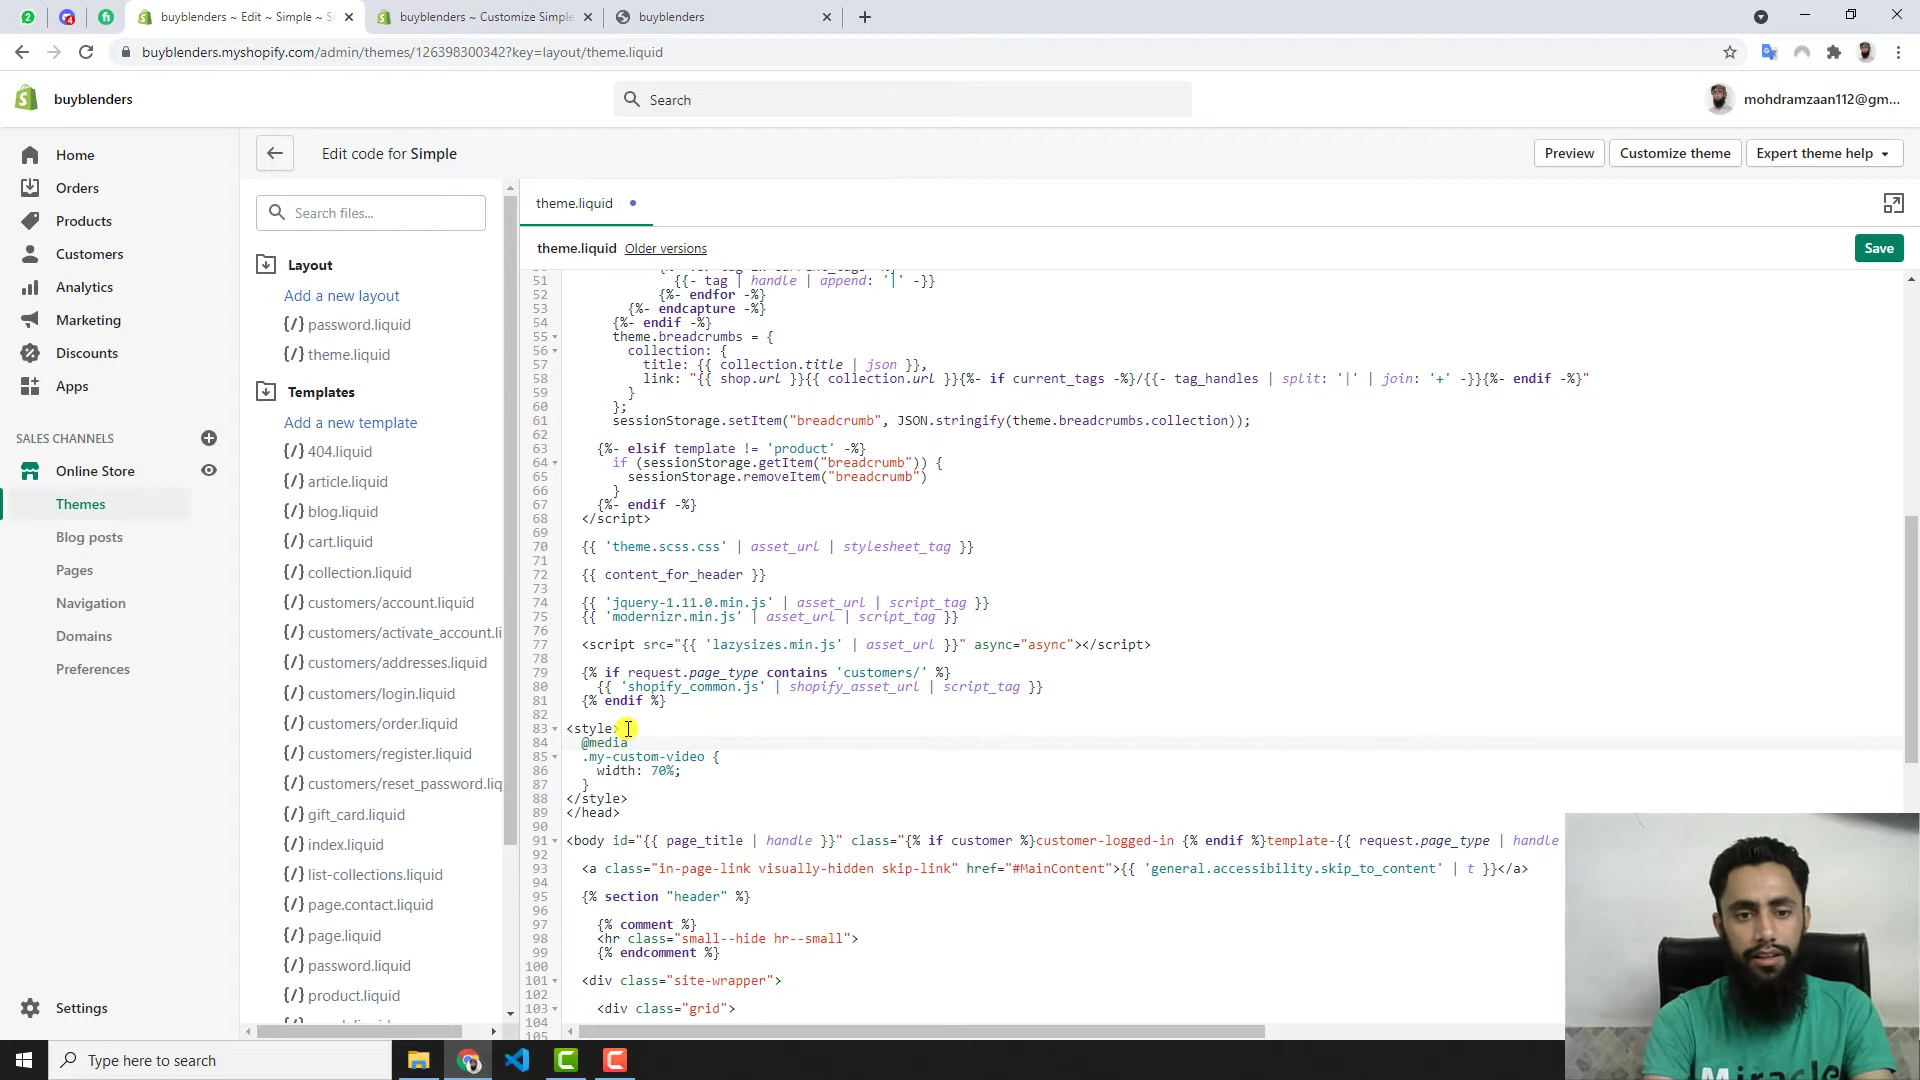 buyblenders ~ Edit ~ Simple ~ S
buyblenders ~ Customize Simple
buyblenders
buyblenders.myshopify.com/admin/themes/126398300342?key=layout/theme.liquid
buyblenders
Search
mohdramzaan112@gm...
Home
Orders
Products
Customers
Analytics
Marketing
Discounts
Apps
SALES CHANNELS
Online Store
Themes
Blog posts
Pages
Navigation
Domains
Preferences
Settings
Edit code for Simple
Preview
Customize theme
Expert theme help
Search files...
Layout
Add a new layout
{/} password.liquid
{/} theme.liquid
Templates
Add a new template
{/} 404.liquid
{/} article.liquid
{/} blog.liquid
{/} cart.liquid
{/} collection.liquid
{/} customers/account.liquid
{/} customers/activate_account.li
{/} customers/addresses.liquid
{/} customers/login.liquid
{/} customers/order.liquid
{/} customers/register.liquid
{/} customers/reset_password.liq
{/} gift_card.liquid
{/} index.liquid
{/} list-collections.liquid
{/} page.contact.liquid
{/} page.liquid
{/} password.liquid
{/} product.liquid
theme.liquid
theme.liquid Older versions
Save
51 {{- tag | handle | append: '|' -}}
52 {%- endfor -%}
53 {%- endcapture -%}
54 {%- endif -%}
55 theme.breadcrumbs = {
56 collection: {
57 title: {{ collection.title | json }},
58 link: "{{ shop.url }}{{ collection.url }}{%- if current_tags -%}/{{- tag_handles | split: '|' | join: '+' -}}{%- endif -%}"
59 }
60 };
61 sessionStorage.setItem("breadcrumb", JSON.stringify(theme.breadcrumbs.collection));
62
63 {%- elsif template != 'product' -%}
64 if (sessionStorage.getItem("breadcrumb")) {
65 sessionStorage.removeItem("breadcrumb")
66 }
67 {%- endif -%}
68 </script>
69
70 {{ 'theme.scss.css' | asset_url | stylesheet_tag }}
71
72 {{ content_for_header }}
73
74 {{ 'jquery-1.11.0.min.js' | asset_url | script_tag }}
75 {{ 'modernizr.min.js' | asset_url | script_tag }}
76
77 <script src="{{ 'lazysizes.min.js' | asset_url }}" async="async"></script>
78
79 {% if request.page_type contains 'customers/' %}
80 {{ 'shopify_common.js' | shopify_asset_url | script_tag }}
81 {% endif %}
82
83 <style>
84 @media
85 .my-custom-video {
86 width: 70%;
87 }
88 </style>
89 </head>
90
91 <body id="{{ page_title | handle }}" class="{% if customer %}customer-logged-in {% endif %}template-{{ request.page_type | handle
92
93 <a class="in-page-link visually-hidden skip-link" href="#MainContent">{{ 'general.accessibility.skip_to_content' | t }}</a>
94
95 {% section "header" %}
96
97 {% comment %}
98 <hr class="small--hide hr--small">
99 {% endcomment %}
100
101 <div class="site-wrapper">
102
103 <div class="grid">
104
105
Type here to search
Miracle